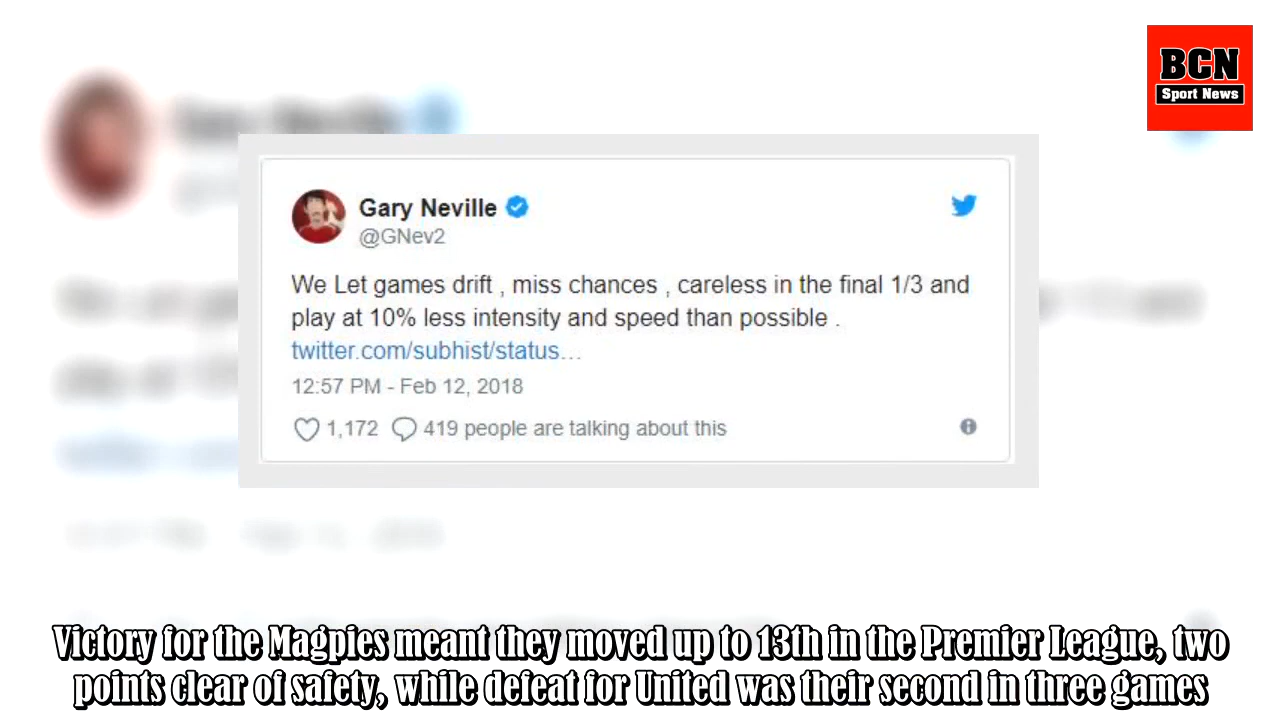 BCN
Sport News
Gary Neville
@GNev2
We Let games drift , miss chances , careless in the final 1/3 and
play at 10% less intensity and speed than possible .
twitter.com/subhist/status…
12:57 PM - Feb 12, 2018
1,172 419 people are talking about this
Victory for the Magpies meant they moved up to 13th in the Premier League, two
points clear of safety, while defeat for United was their second in three games